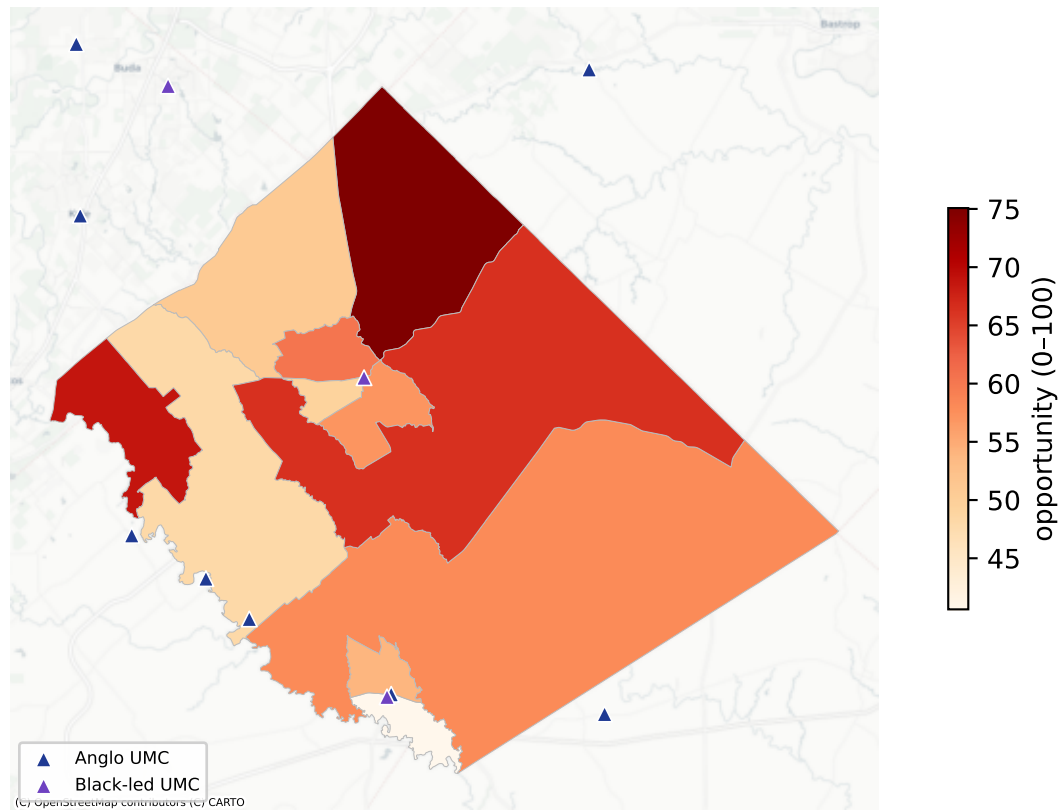 Bastrop
Buda
75
70
65
60
55
50
45
opportunity (0–100)
Anglo UMC
Black-led UMC
(C) OpenStreetMap contributors (C) CARTO